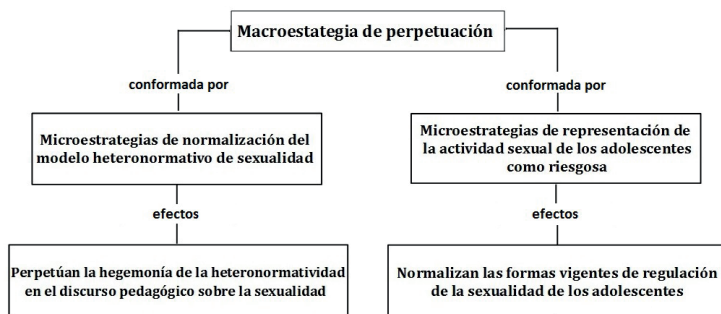 Macroestategia de perpetuación
conformada por
conformada por
Microestrategias de normalización del
modelo heteronormativo de sexualidad
Microestrategias de representación de
la actividad sexual de los adolescentes
como riesgosa
efectos
efectos
Perpetúan la hegemonía de la heteronormatividad
en el discurso pedagógico sobre la sexualidad
Normalizan las formas vigentes de regulación
de la sexualidad de los adolescentes